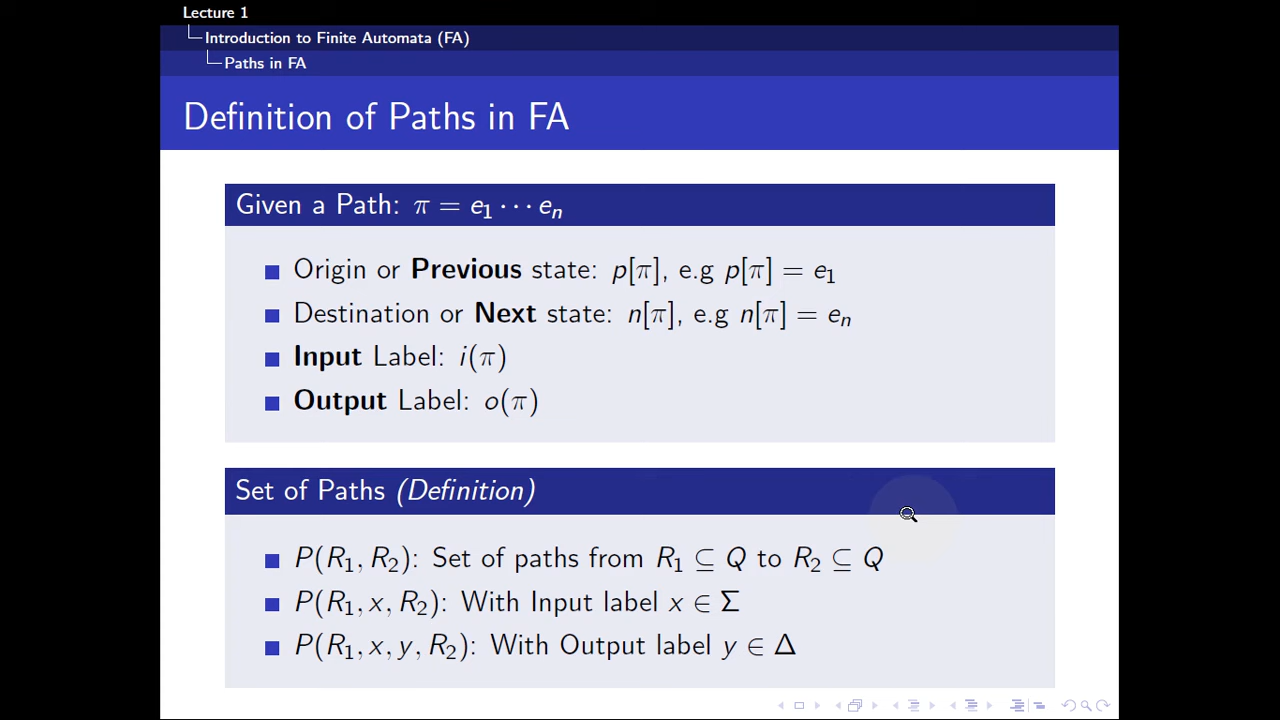 Lecture 1
Introduction to Finite Automata (FA)
Paths in FA
Definition of Paths in FA
Given a Path: π = e₁ ⋯ eₙ
Origin or Previous state: p[π], e.g p[π] = e₁
Destination or Next state: n[π], e.g n[π] = eₙ
Input Label: i(π)
Output Label: o(π)
Set of Paths (Definition)
P(R₁, R₂): Set of paths from R₁ ⊆ Q to R₂ ⊆ Q
P(R₁, x, R₂): With Input label x ∈ Σ
P(R₁, x, y, R₂): With Output label y ∈ Δ